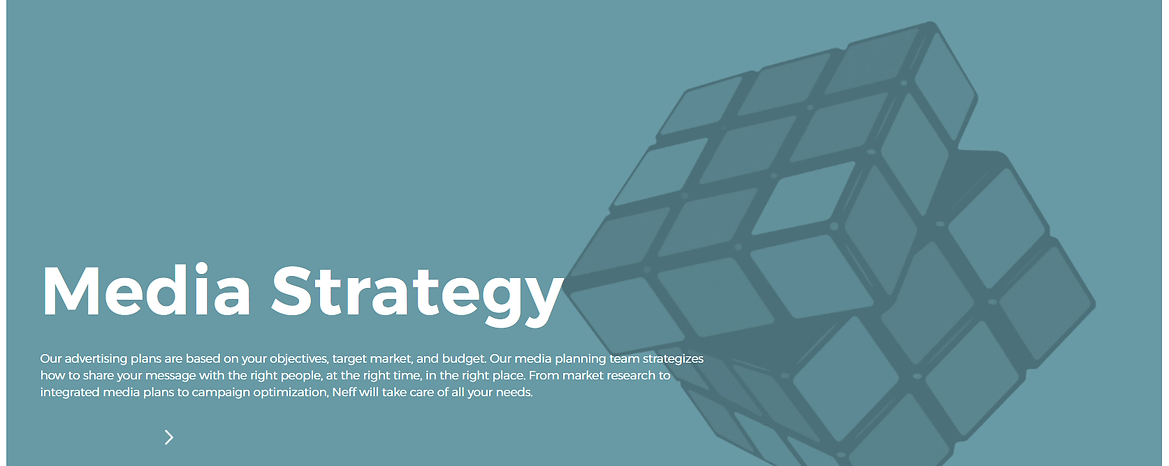 Media Strategy
Our advertising plans are based on your objectives, target market, and budget. Our media planning team strategizes
how to share your message with the right people, at the right time, in the right place. From market research to
integrated media plans to campaign optimization, Neff will take care of all your needs.